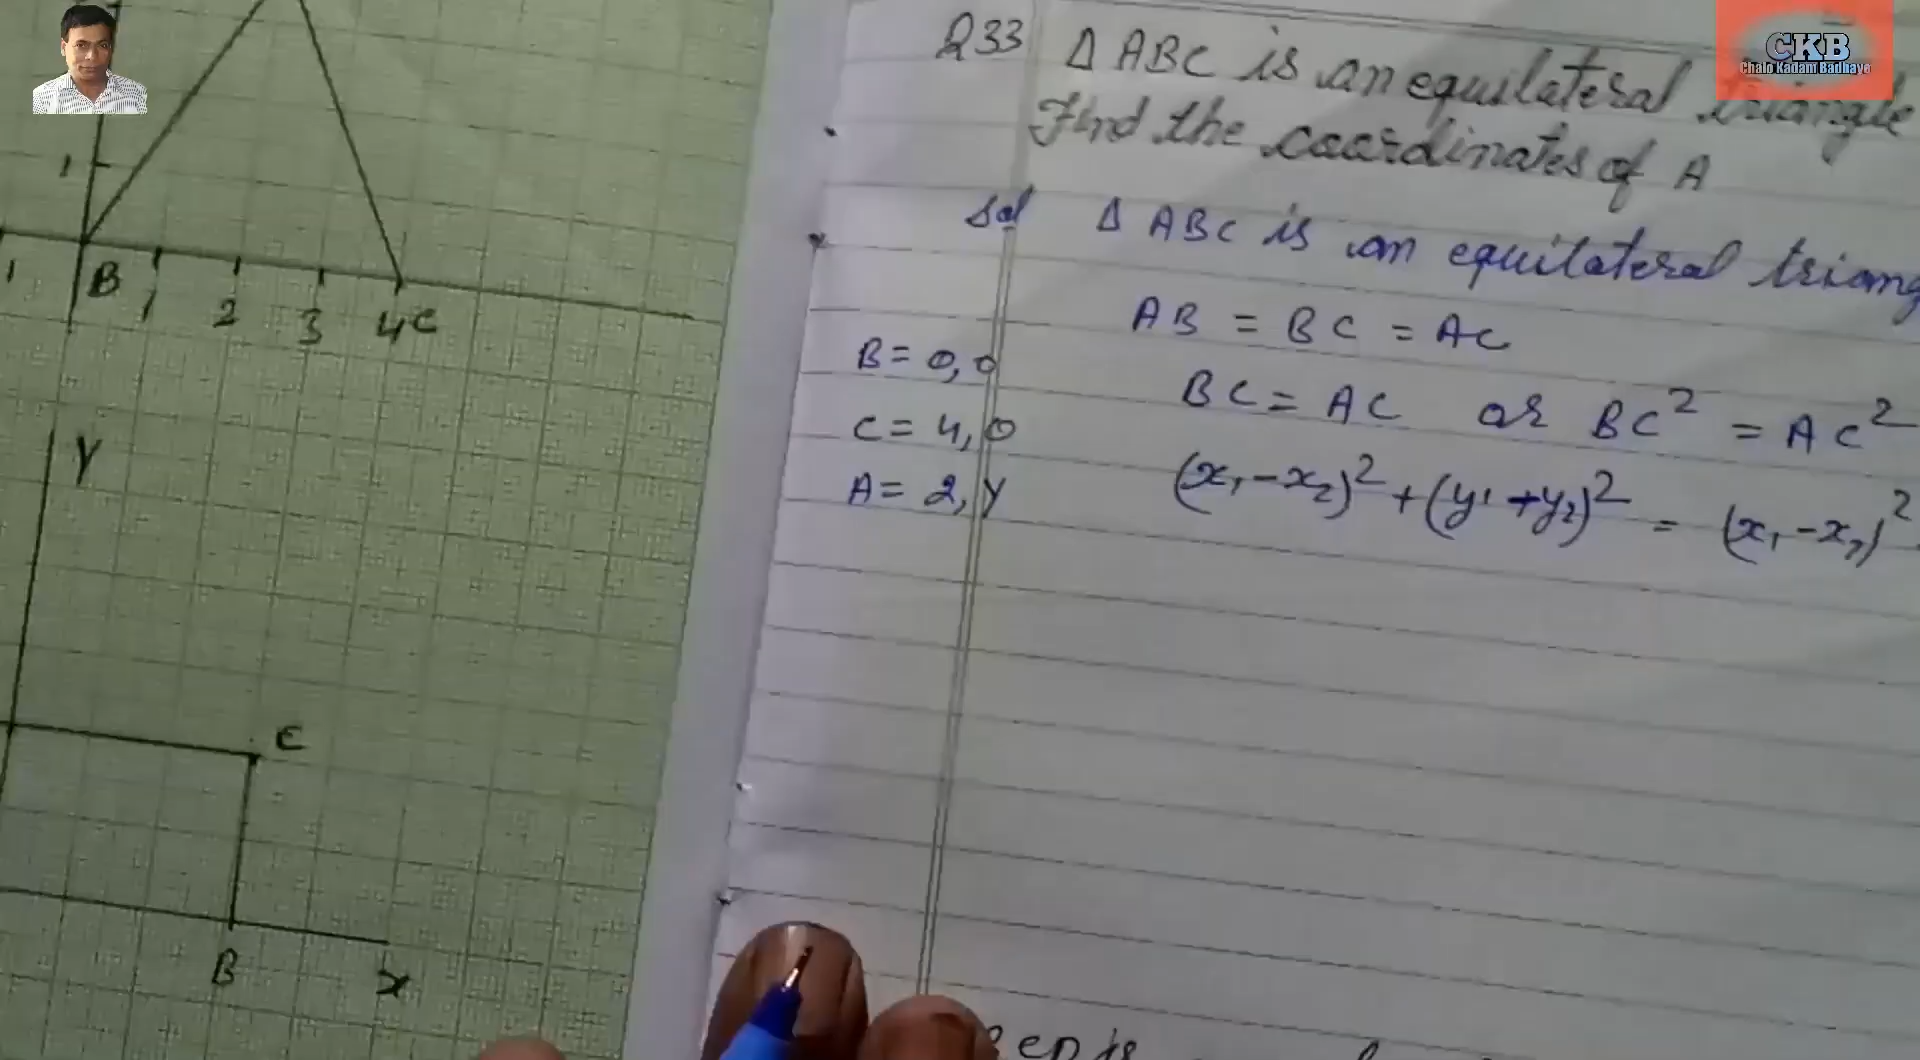 CKB
Chalo Kadam Badhaye
Q33 Δ ABC is an equilateral triangle
Find the coordinates of A
Sol Δ ABC is an equilateral triang
AB = BC = AC
B = 0,0
BC = AC or BC² = AC²
C = 4,0
(x₁-x₂)² + (y₁+y₂)² = (x₁-x₂)²
A = 2,y
1
1 B 1 2 3 4 C
Y
C
B x